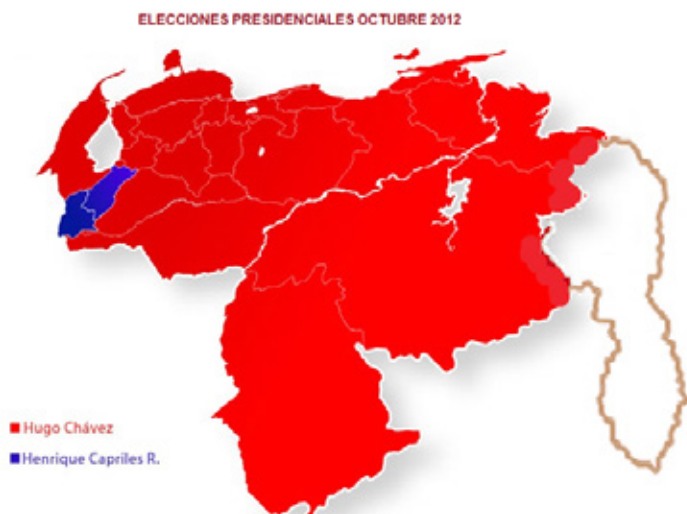 ELECCIONES PRESIDENCIALES OCTUBRE 2012
Hugo Chávez
Henrique Capriles R.